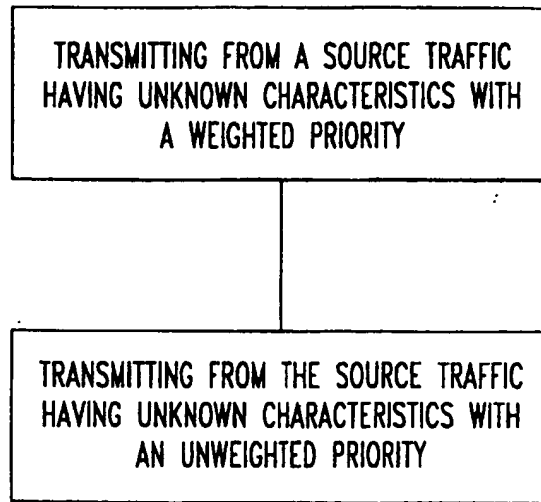 TRANSMITTING FROM A SOURCE TRAFFIC
HAVING UNKNOWN CHARACTERISTICS WITH
A WEIGHTED PRIORITY
TRANSMITTING FROM THE SOURCE TRAFFIC
HAVING UNKNOWN CHARACTERISTICS WITH
AN UNWEIGHTED PRIORITY